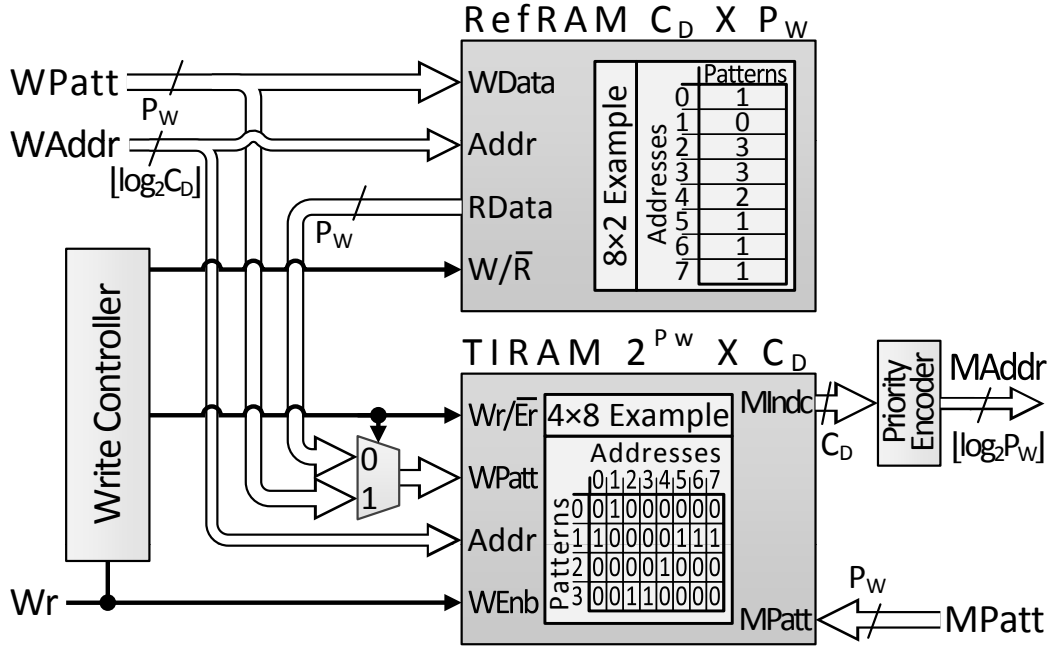 RefRAM C_D X P_W
WPatt
P_W
WData
WAddr
⌊log₂C_D⌋
Addr
RData
P_W
W/R̅
8×2 Example
Addresses
Patterns
0 1
1 0
2 3
3 3
4 2
5 1
6 1
7 1
Write Controller
TIRAM 2^Pw X C_D
Wr/E̅r̅
4×8 Example
MIndc
C_D
Priority Encoder
MAddr
⌊log₂P_W⌋
0
1
WPatt
Addresses
0 1 2 3 4 5 6 7
Patterns
0 0 1 0 0 0 0 0 0
1 1 0 0 0 0 1 1 1
2 0 0 0 0 1 0 0 0
3 0 0 1 1 0 0 0 0
Addr
Wr
WEnb
MPatt
P_W
MPatt